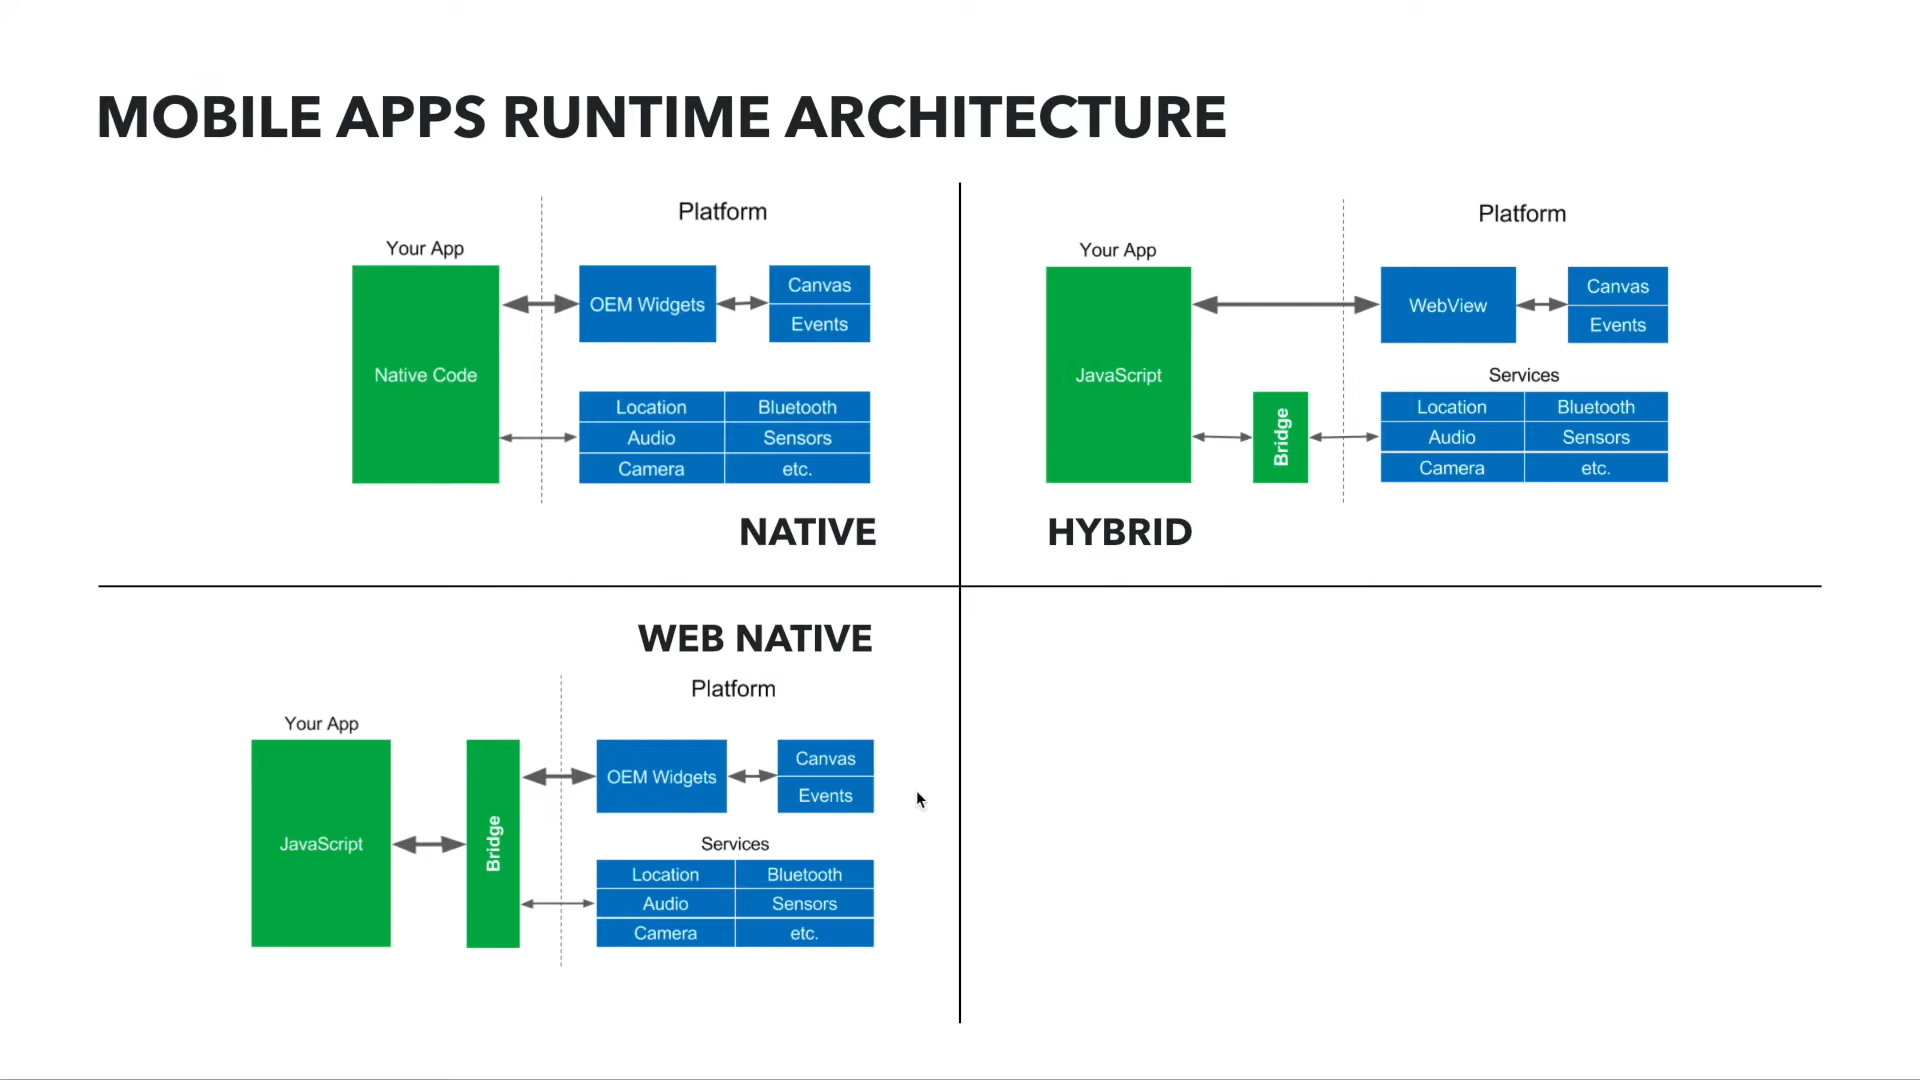 MOBILE APPS RUNTIME ARCHITECTURE
Platform
Your App
Native Code
OEM Widgets
Canvas
Events
Location
Bluetooth
Audio
Sensors
Camera
etc.
NATIVE
Platform
Your App
JavaScript
WebView
Canvas
Events
Bridge
Services
Location
Bluetooth
Audio
Sensors
Camera
etc.
HYBRID
WEB NATIVE
Platform
Your App
JavaScript
Bridge
OEM Widgets
Canvas
Events
Services
Location
Bluetooth
Audio
Sensors
Camera
etc.